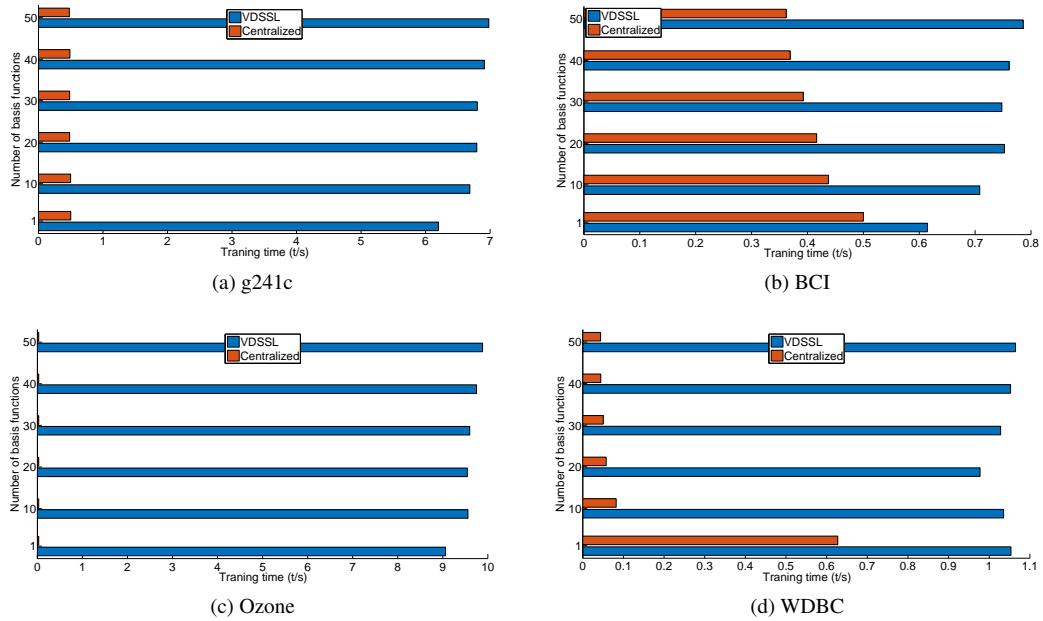 Number of basis functions
50
40
30
20
10
1
VDSSL
Centralized
0 1 2 3 4 5 6 7
Traning time (t/s)
(a) g241c
Number of basis functions
50
40
30
20
10
1
VDSSL
Centralized
0 0.1 0.2 0.3 0.4 0.5 0.6 0.7 0.8
Traning time (t/s)
(b) BCI
Number of basis functions
50
40
30
20
10
1
VDSSL
Centralized
0 1 2 3 4 5 6 7 8 9 10
Traning time (t/s)
(c) Ozone
Number of basis functions
50
40
30
20
10
1
VDSSL
Centralized
0 0.1 0.2 0.3 0.4 0.5 0.6 0.7 0.8 0.9 1 1.1
Traning time (t/s)
(d) WDBC